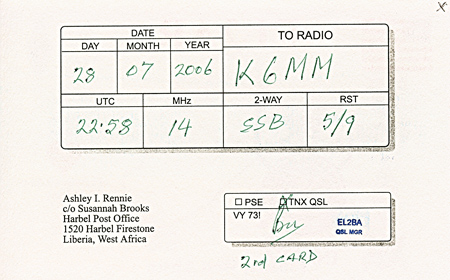 DATE
TO RADIO
DAY MONTH YEAR
28 07 2006 K6MM
UTC MHz 2-WAY RST
22:58 14 SSB 5/9
Ashley I. Rennie
c/o Susannah Brooks
Harbel Post Office
1520 Harbel Firestone
Liberia, West Africa
PSE TNX QSL
VY 73!
EL2BA
QSL MGR
2nd CARD